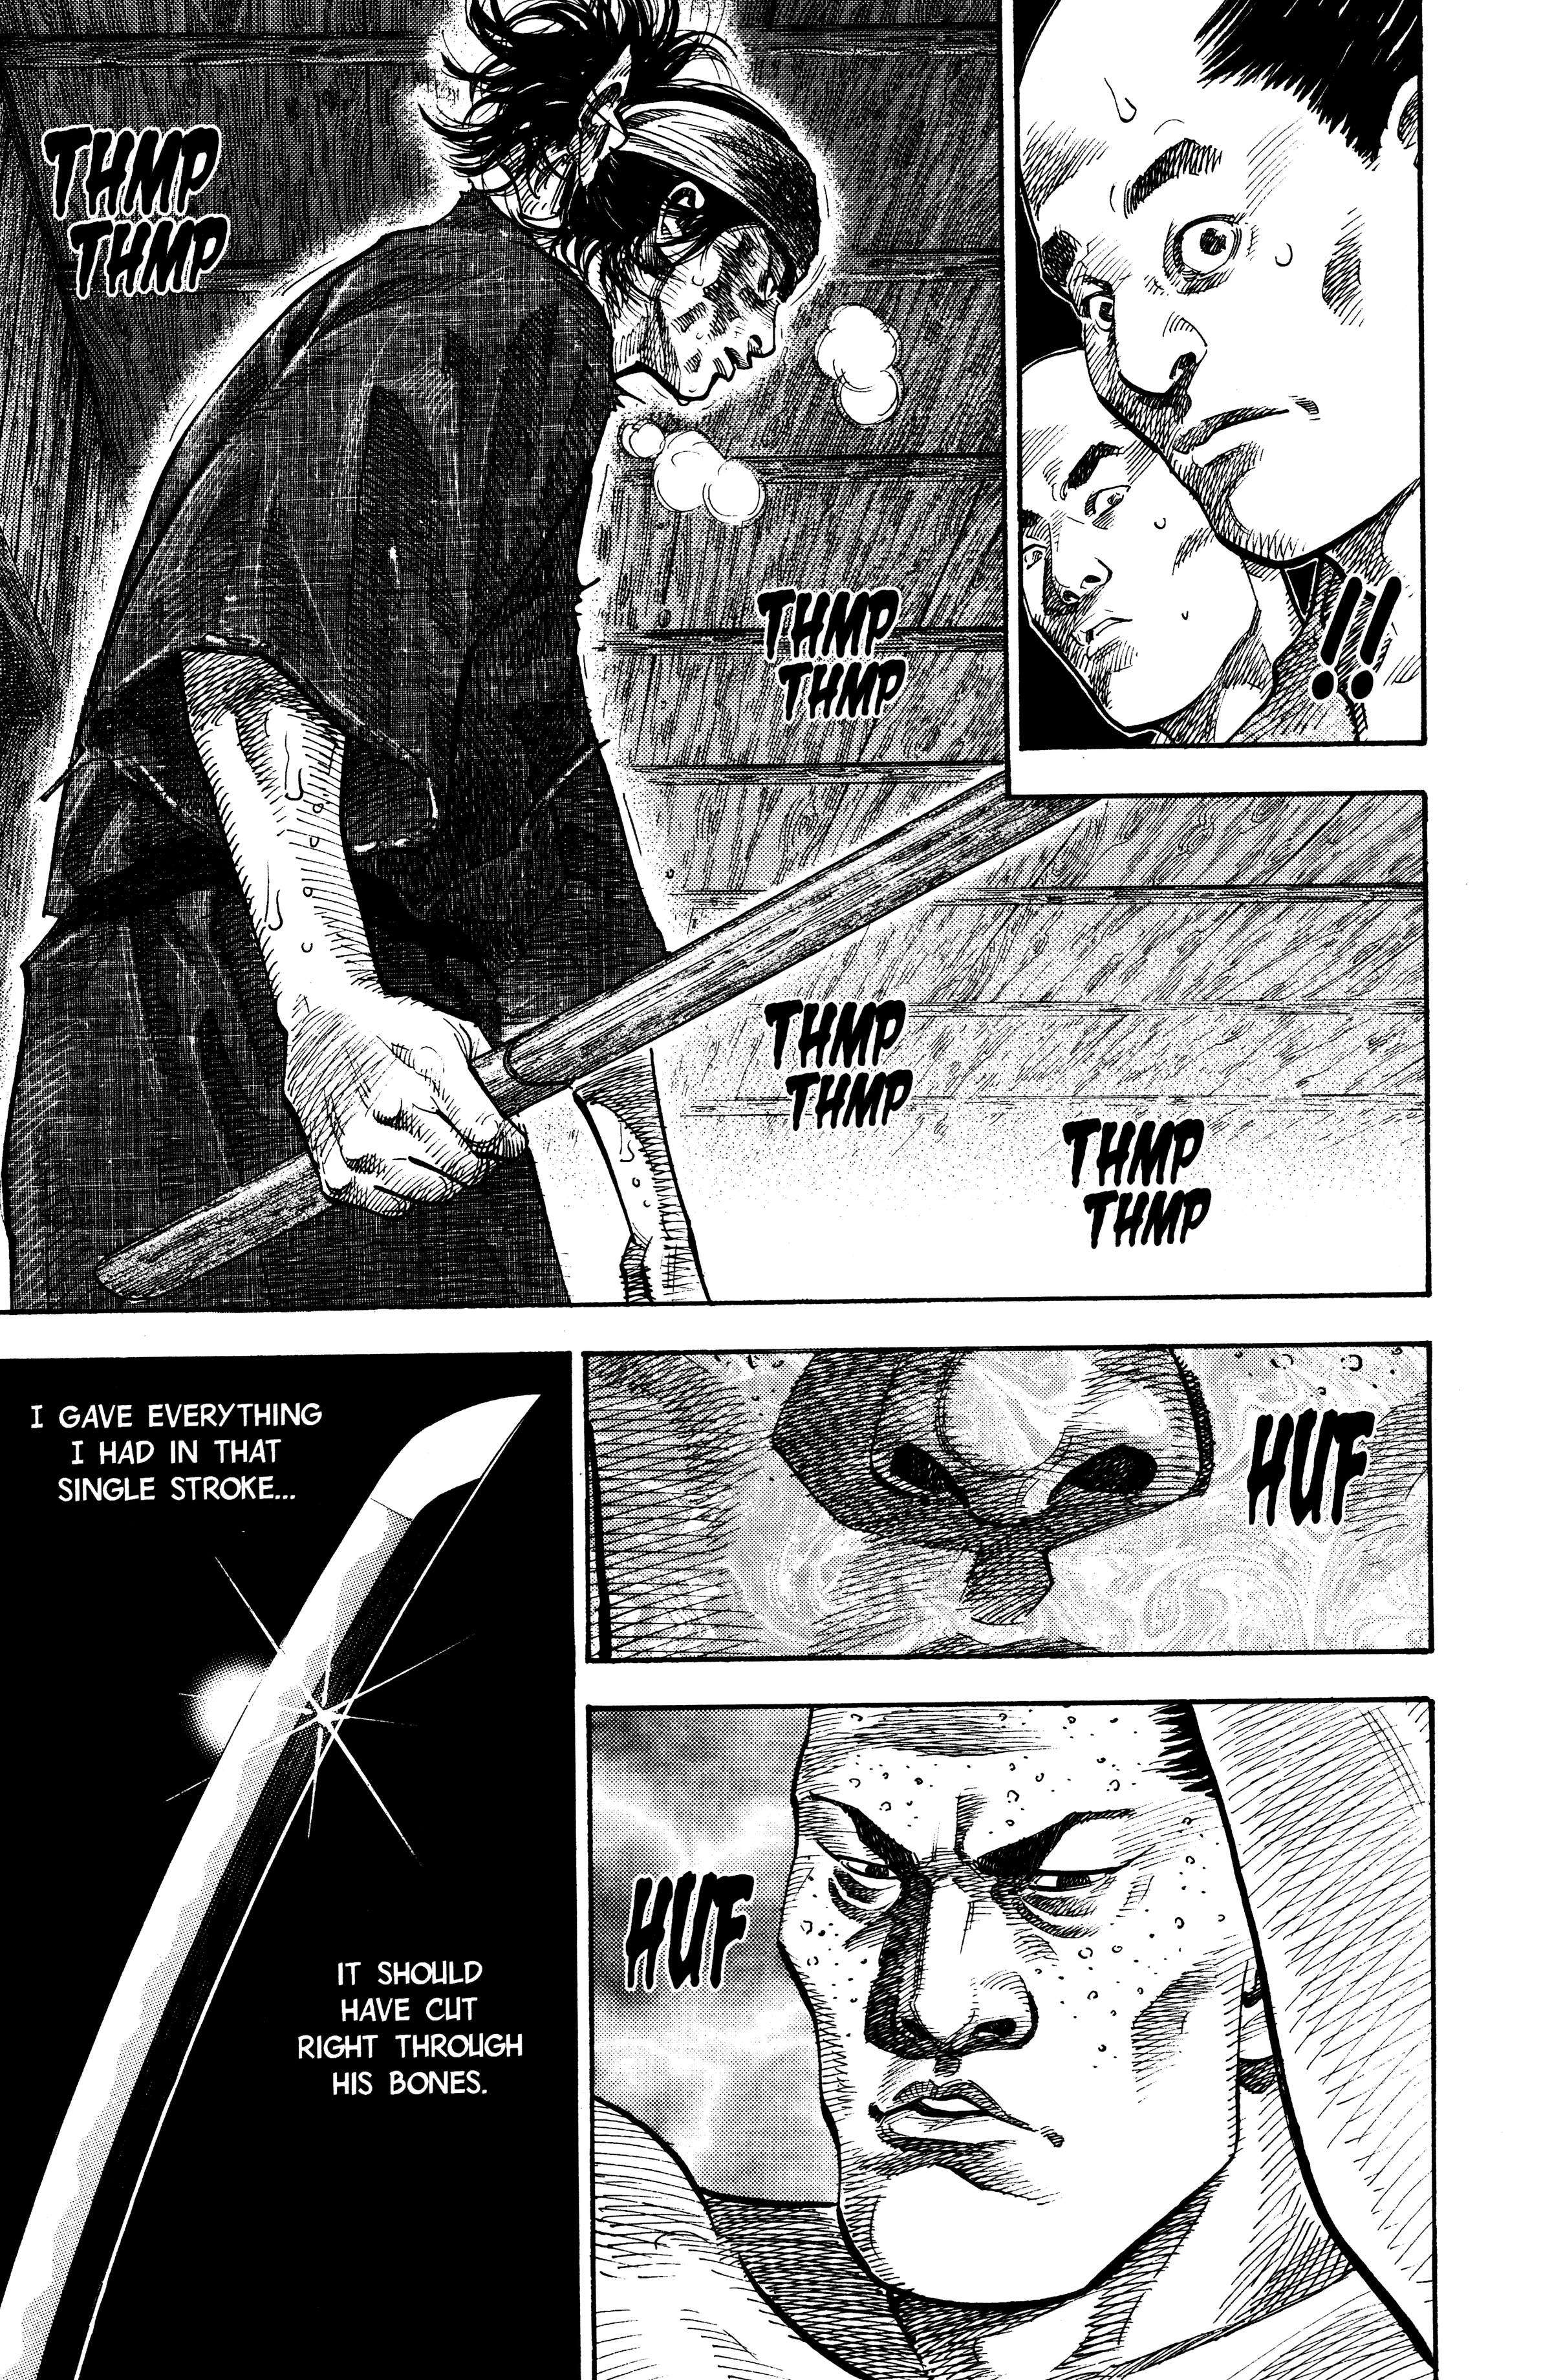 !!
THMP
THMP
THMP
THMP
THMP
THMP
THMP
THMP
HUF
HUF
I GAVE EVERYTHING
I HAD IN THAT
SINGLE STROKE...
IT SHOULD
HAVE CUT
RIGHT THROUGH
HIS BONES.